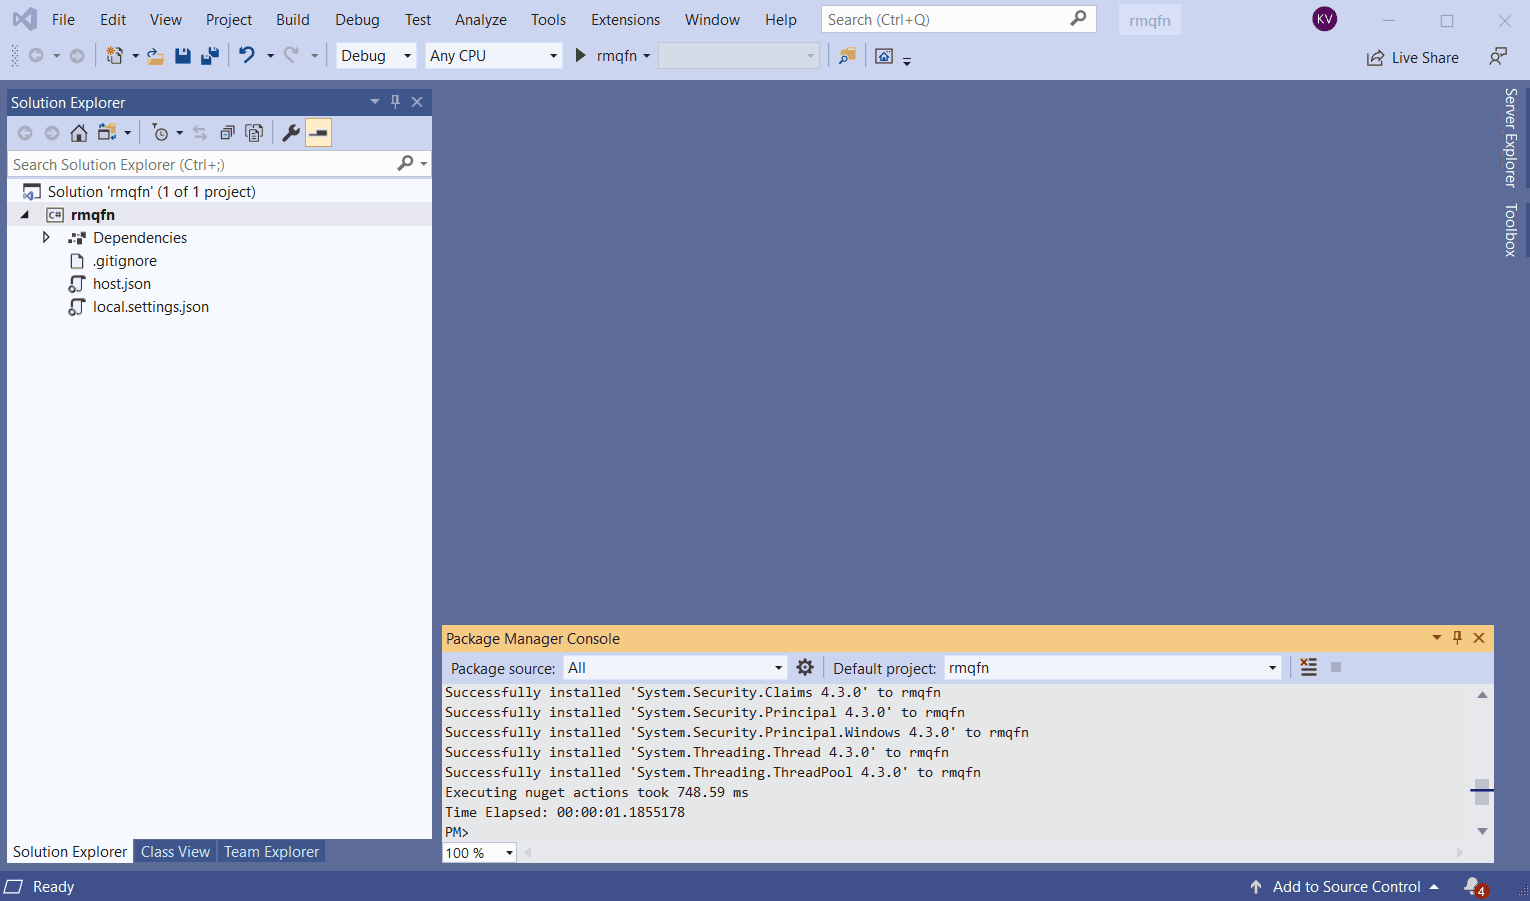 File Edit View Project Build Debug Test Analyze Tools Extensions Window Help Search (Ctrl+Q) rmqfn KV
Debug Any CPU rmqfn Live Share
Solution Explorer
Search Solution Explorer (Ctrl+;)
Solution 'rmqfn' (1 of 1 project)
C# rmqfn
Dependencies
.gitignore
host.json
local.settings.json
Solution Explorer Class View Team Explorer
Server Explorer
Toolbox
Package Manager Console
Package source: All Default project: rmqfn
Successfully installed 'System.Security.Claims 4.3.0' to rmqfn
Successfully installed 'System.Security.Principal 4.3.0' to rmqfn
Successfully installed 'System.Security.Principal.Windows 4.3.0' to rmqfn
Successfully installed 'System.Threading.Thread 4.3.0' to rmqfn
Successfully installed 'System.Threading.ThreadPool 4.3.0' to rmqfn
Executing nuget actions took 748.59 ms
Time Elapsed: 00:00:01.1855178
PM>
100 %
Ready Add to Source Control 4